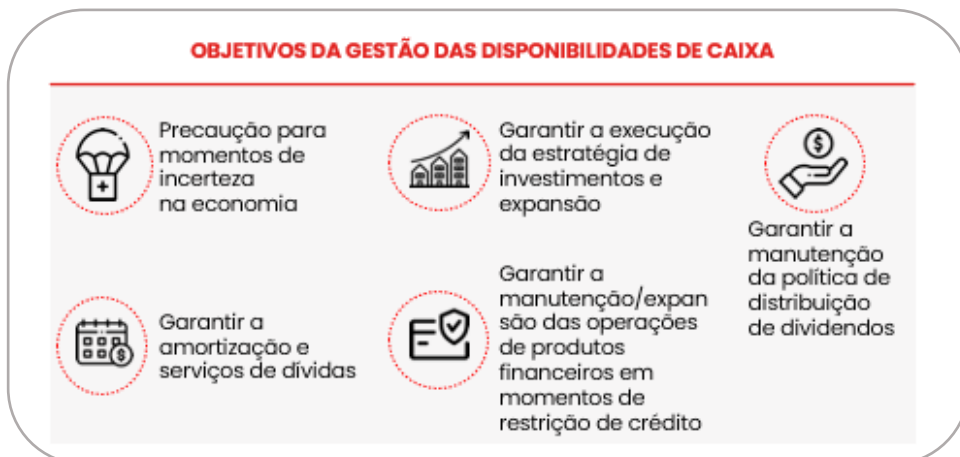 OBJETIVOS DA GESTÃO DAS DISPONIBILIDADES DE CAIXA
Precaução para
momentos de
incerteza
na economia
Garantir a execução
da estratégia de
investimentos e
expansão
Garantir a
manutenção
da política de
distribuição
de dividendos
Garantir a
amortização e
serviços de dívidas
Garantir a
manutenção/expan
são das operações
de produtos
financeiros em
momentos de
restrição de crédito